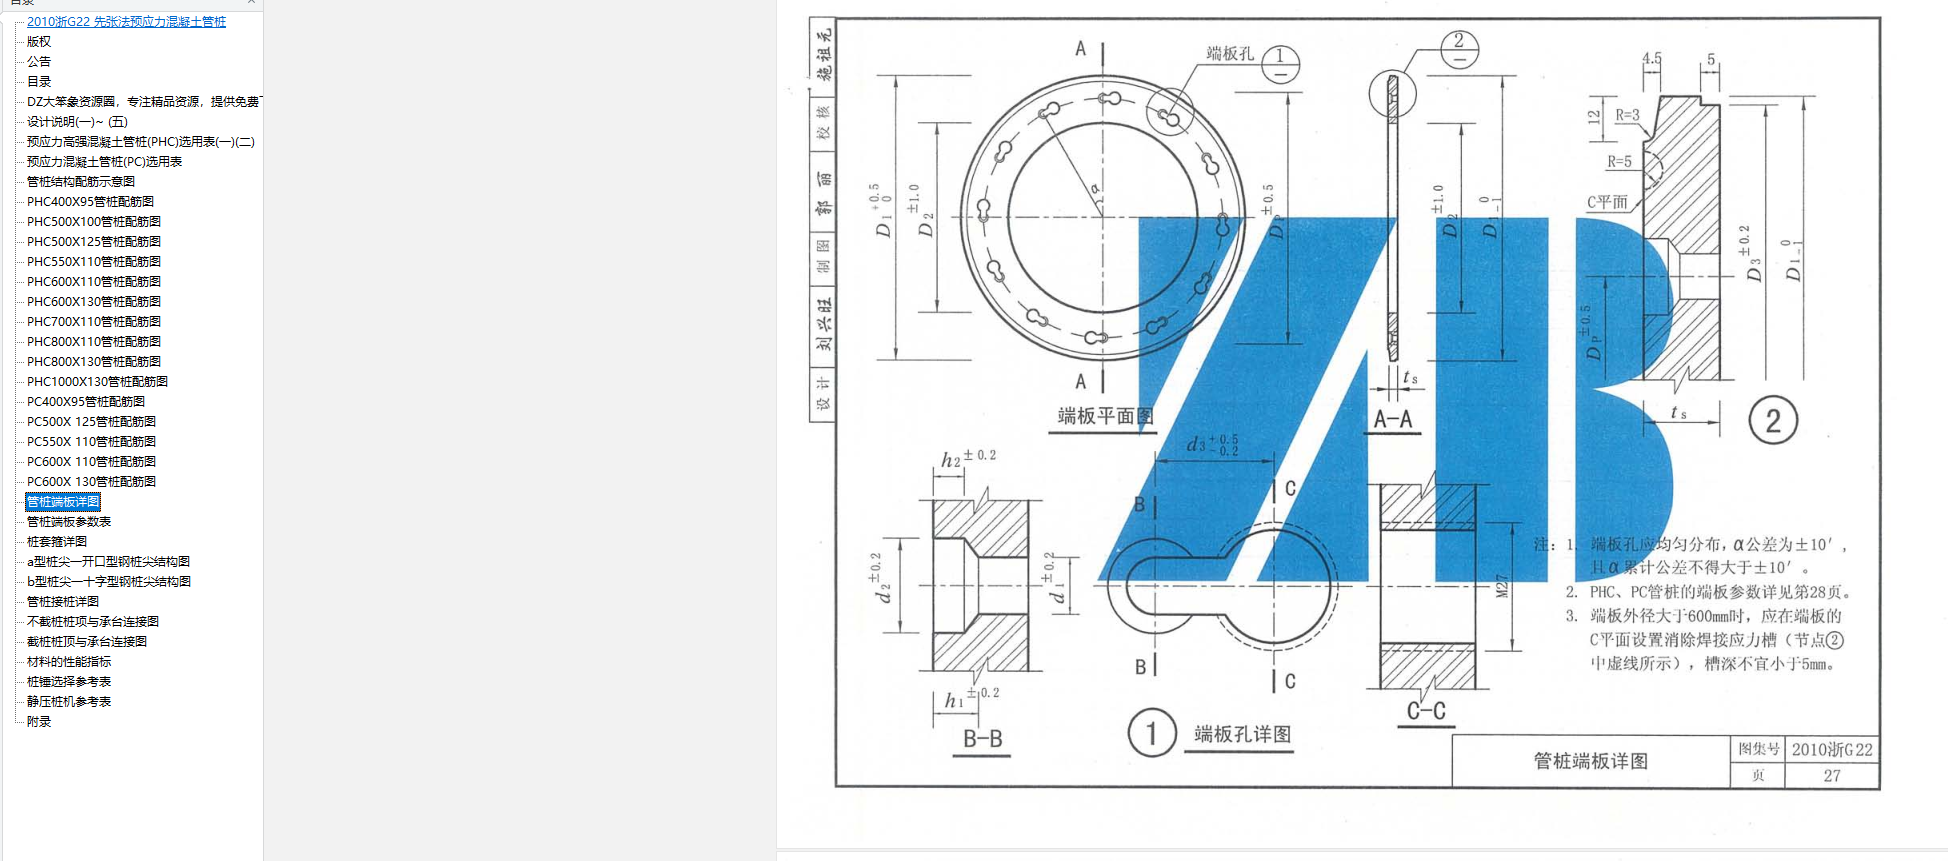 目录
2010浙G22 先张法预应力混凝土管桩
版权
公告
目录
DZ大笨象资源圈，专注精品资源，提供免费下
设计说明(一)~ (五)
预应力高强混凝土管桩(PHC)选用表(一)(二)
预应力混凝土管桩(PC)选用表
管桩结构配筋示意图
PHC400X95管桩配筋图
PHC500X100管桩配筋图
PHC500X125管桩配筋图
PHC550X110管桩配筋图
PHC600X110管桩配筋图
PHC600X130管桩配筋图
PHC700X110管桩配筋图
PHC800X110管桩配筋图
PHC800X130管桩配筋图
PHC1000X130管桩配筋图
PC400X95管桩配筋图
PC500X 125管桩配筋图
PC550X 110管桩配筋图
PC600X 110管桩配筋图
PC600X 130管桩配筋图
管桩端板详图
管桩端板参数表
桩套箍详图
a型桩尖一开口型钢桩尖结构图
b型桩尖一十字型钢桩尖结构图
管桩接桩详图
不截桩桩顶与承台连接图
截桩桩顶与承台连接图
材料的性能指标
桩锤选择参考表
静压桩机参考表
附录
施祖元
校核
郭丽
制图
刘兴旺
设计
A
端板孔
1
D1 +0.5 0
D2 ±1.0
α
DP ±0.5
A
端板平面图
2
D2 ±1.0
D1-1 0
ts
A-A
4.5
5
12
R=3
R=5
C平面
DP ±0.5
D3 ±0.2
D1-1 0
ts
2
h2 ±0.2
d2 ±0.2
d1 ±0.2
h1 ±0.2
B-B
d3 +0.5 -0.2
B
C
B
C
1
端板孔详图
M27
C-C
注：1. 端板孔应均匀分布，α公差为±10′，
且α累计公差不得大于±10′。
2. PHC、PC管桩的端板参数详见第28页。
3. 端板外径大于600mm时，应在端板的
C平面设置消除焊接应力槽（节点②
中虚线所示），槽深不宜小于5mm。
管桩端板详图
图集号
2010浙G22
页
27